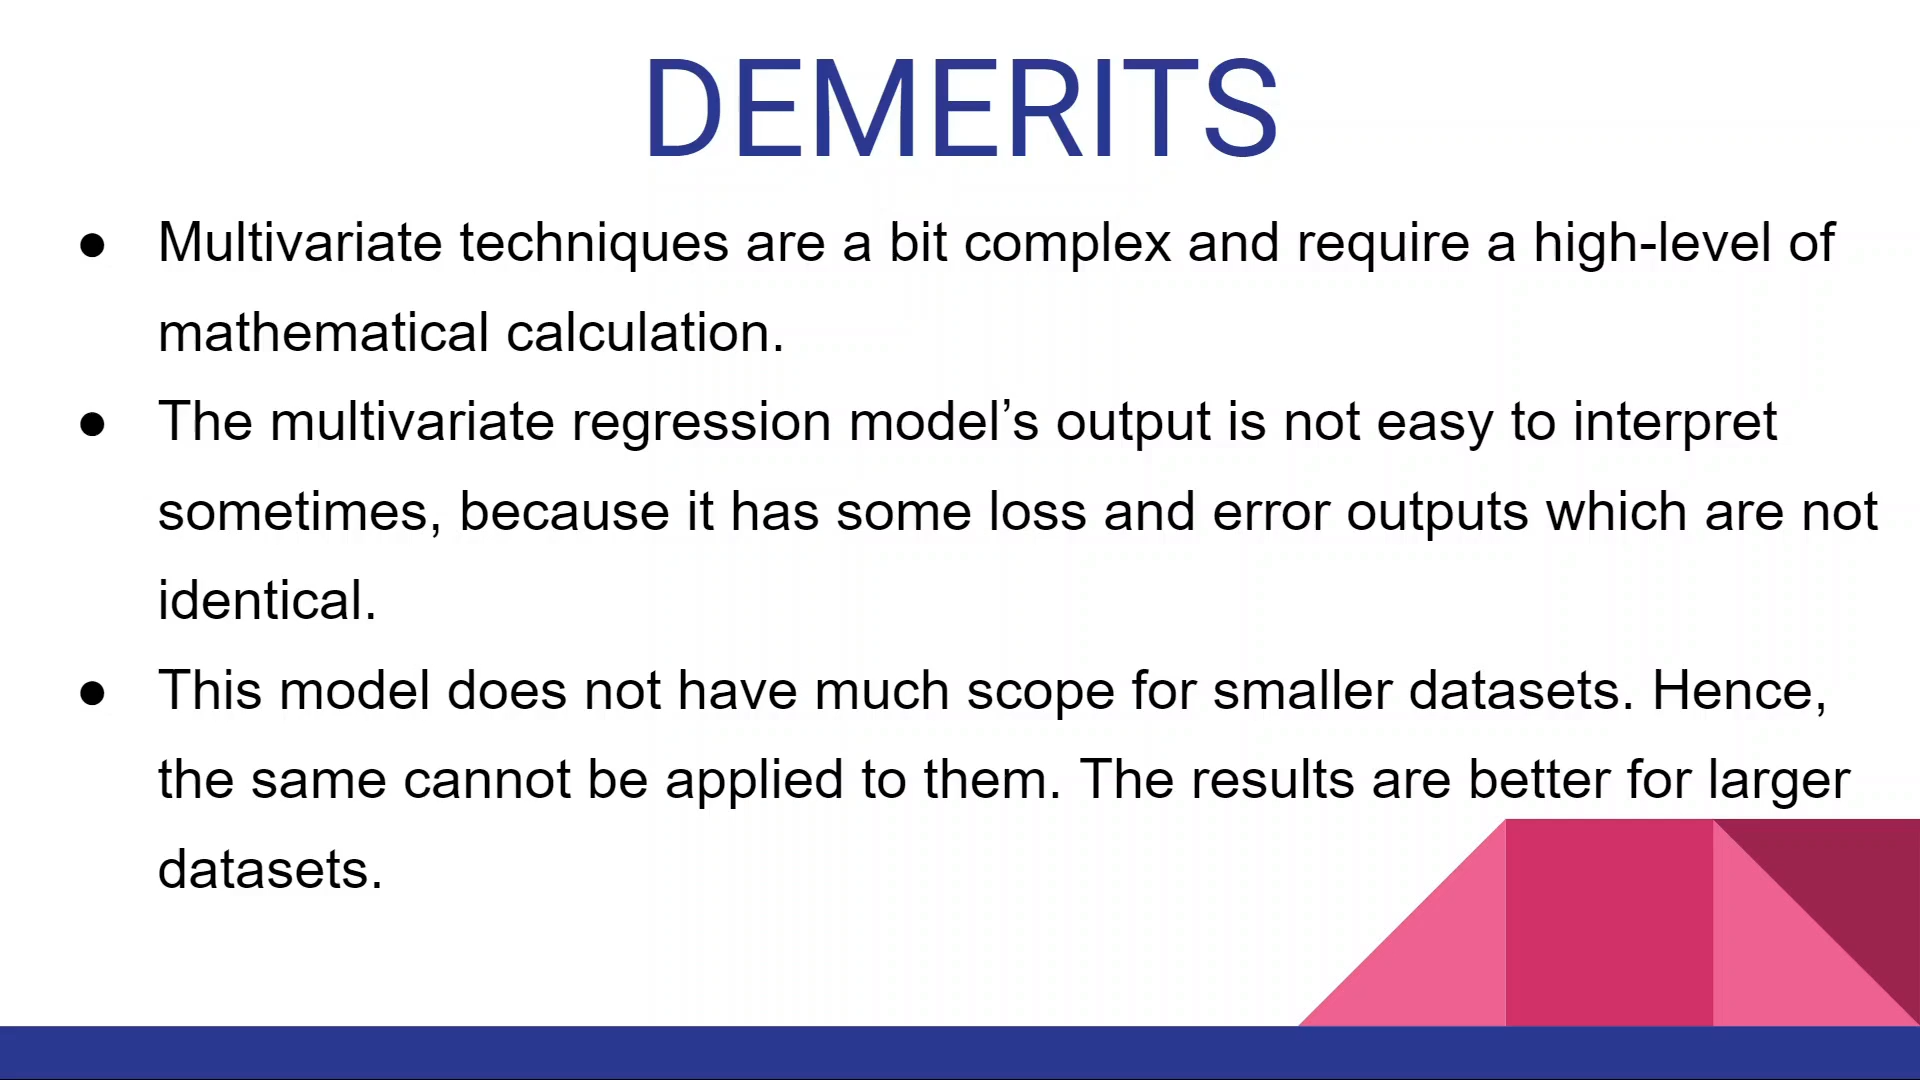 DEMERITS
● Multivariate techniques are a bit complex and require a high-level of
mathematical calculation.
● The multivariate regression model’s output is not easy to interpret
sometimes, because it has some loss and error outputs which are not
identical.
● This model does not have much scope for smaller datasets. Hence,
the same cannot be applied to them. The results are better for larger
datasets.